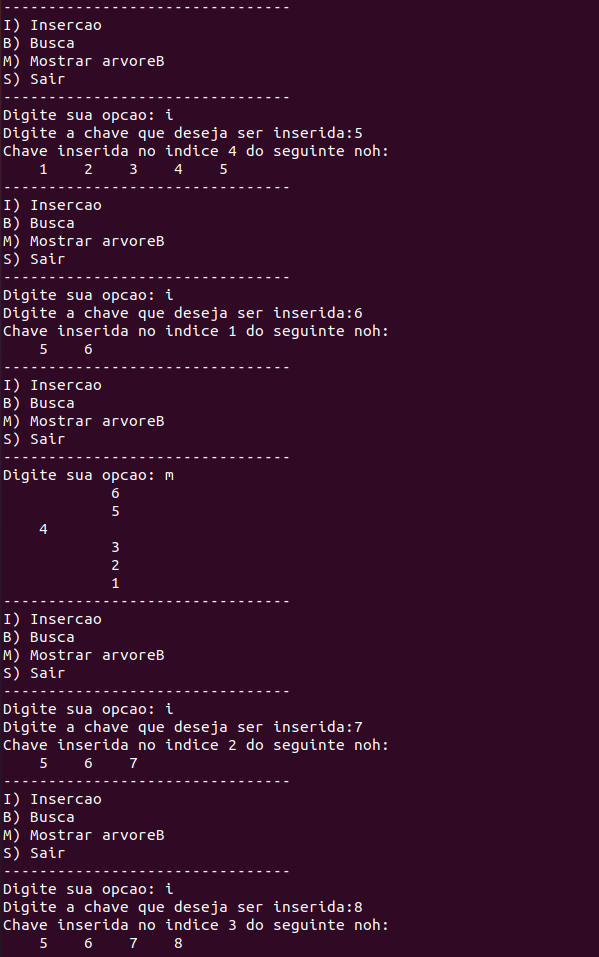 --------------------------------
I) Insercao
B) Busca
M) Mostrar arvoreB
S) Sair
--------------------------------
Digite sua opcao: i
Digite a chave que deseja ser inserida:5
Chave inserida no indice 4 do seguinte noh:
    1    2    3    4    5
--------------------------------
I) Insercao
B) Busca
M) Mostrar arvoreB
S) Sair
--------------------------------
Digite sua opcao: i
Digite a chave que deseja ser inserida:6
Chave inserida no indice 1 do seguinte noh:
    5    6
--------------------------------
I) Insercao
B) Busca
M) Mostrar arvoreB
S) Sair
--------------------------------
Digite sua opcao: m
            6
            5
    4
            3
            2
            1
--------------------------------
I) Insercao
B) Busca
M) Mostrar arvoreB
S) Sair
--------------------------------
Digite sua opcao: i
Digite a chave que deseja ser inserida:7
Chave inserida no indice 2 do seguinte noh:
    5    6    7
--------------------------------
I) Insercao
B) Busca
M) Mostrar arvoreB
S) Sair
--------------------------------
Digite sua opcao: i
Digite a chave que deseja ser inserida:8
Chave inserida no indice 3 do seguinte noh:
    5    6    7    8